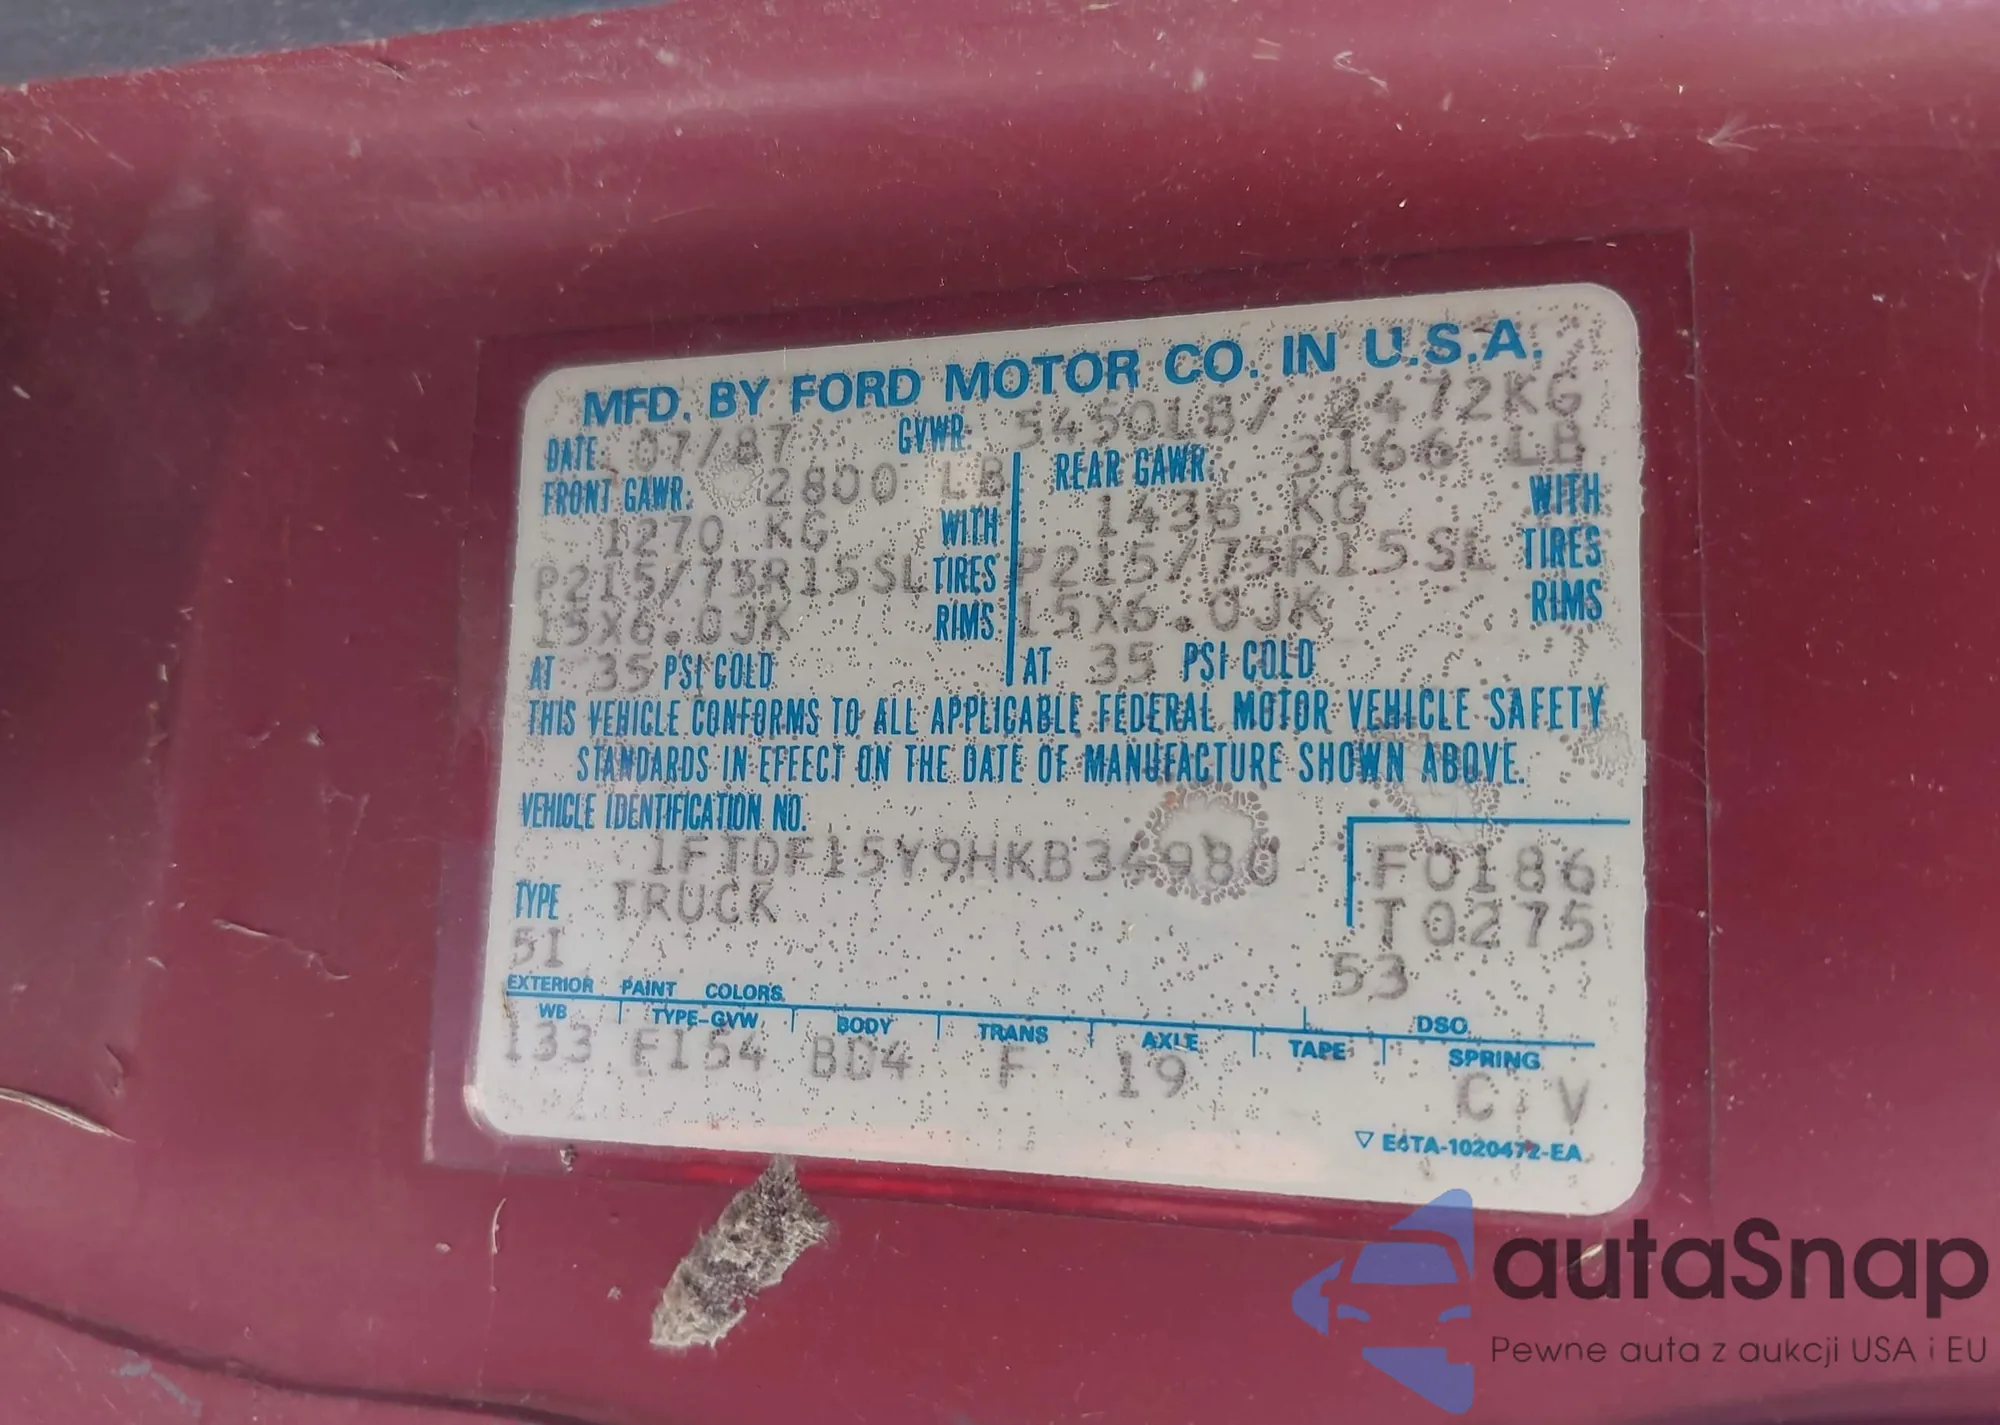 MFD. BY FORD MOTOR CO. IN U.S.A.
DATE: 07/87 GVWR: 5450LB/ 2472KG
FRONT GAWR: 2800 LB REAR GAWR: 3166 LB
1270 KG WITH 1436 KG WITH
P215/75R15SL TIRES P215/75R15SL TIRES
15X6.0JK RIMS 15X6.0JK RIMS
AT 35 PSI COLD AT 35 PSI COLD
THIS VEHICLE CONFORMS TO ALL APPLICABLE FEDERAL MOTOR VEHICLE SAFETY
STANDARDS IN EFFECT ON THE DATE OF MANUFACTURE SHOWN ABOVE.
VEHICLE IDENTIFICATION NO.
1FTDF15Y9HKB34980 F0186
TYPE TRUCK T0275
5I 53
EXTERIOR PAINT COLORS DSO
WB TYPE-GVW BODY TRANS AXLE TAPE SPRING
133 F154 BD4 F 19 C V
▽ E6TA-1020472-EA
autaSnap
Pewne auta z aukcji USA i EU